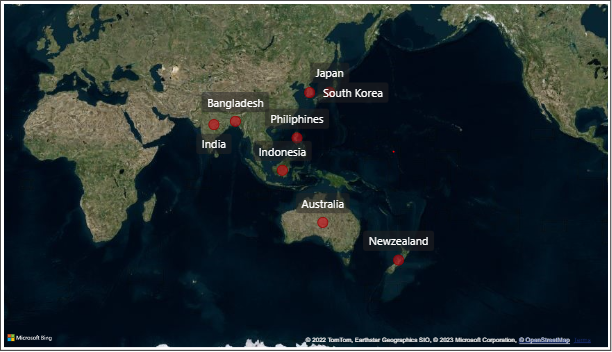 Japan
South Korea
Bangladesh
Philiphines
India
Indonesia
Australia
Newzealand
Microsoft Bing
© 2022 TomTom, Earthstar Geographics SIO, © 2023 Microsoft Corporation, © OpenStreetMap Terms